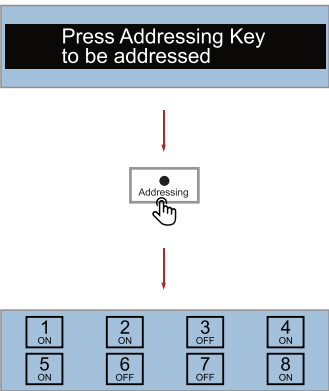 Press Addressing Key
to be addressed
Addressing
1 2 3 4
ON ON OFF ON
5 6 7 8
ON OFF OFF ON